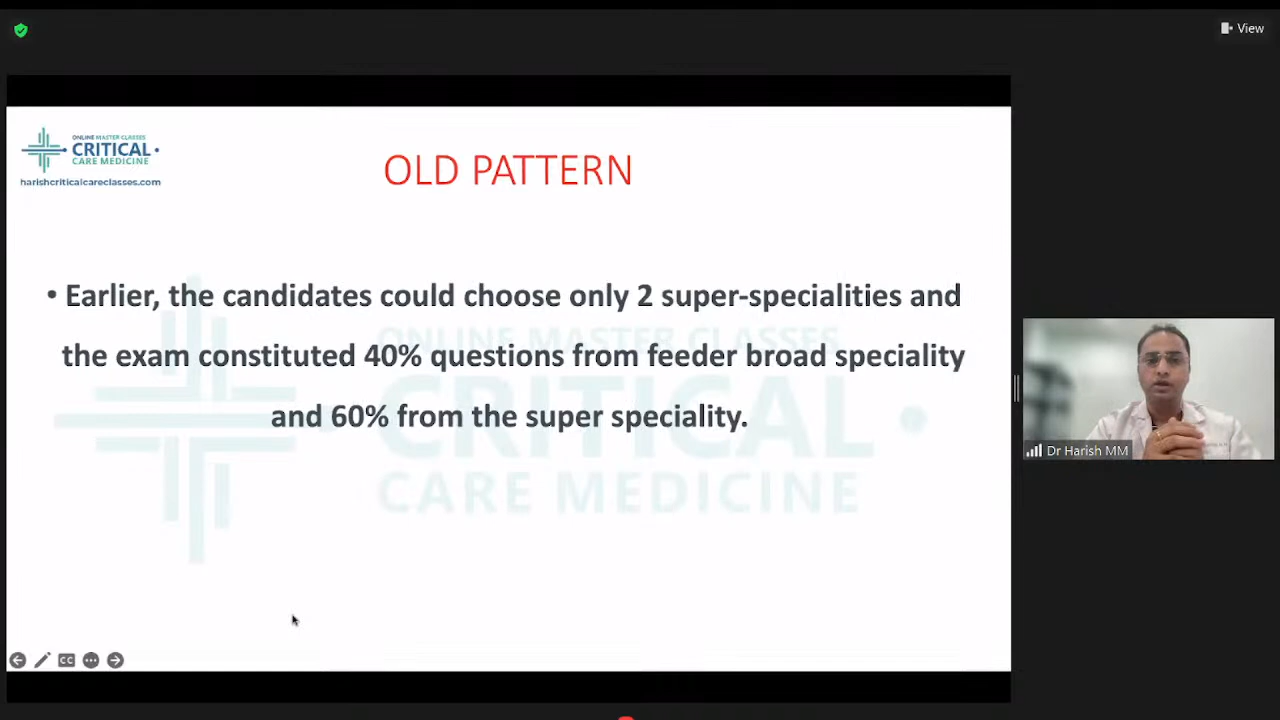 View
ONLINE MASTER CLASSES
CRITICAL
CARE MEDICINE
harishcriticalcareclasses.com
OLD PATTERN
• Earlier, the candidates could choose only 2 super-specialities and
the exam constituted 40% questions from feeder broad speciality
and 60% from the super speciality.
ONLINE MASTER CLASSES
CRITICAL
CARE MEDICINE
Dr Harish MM
CC